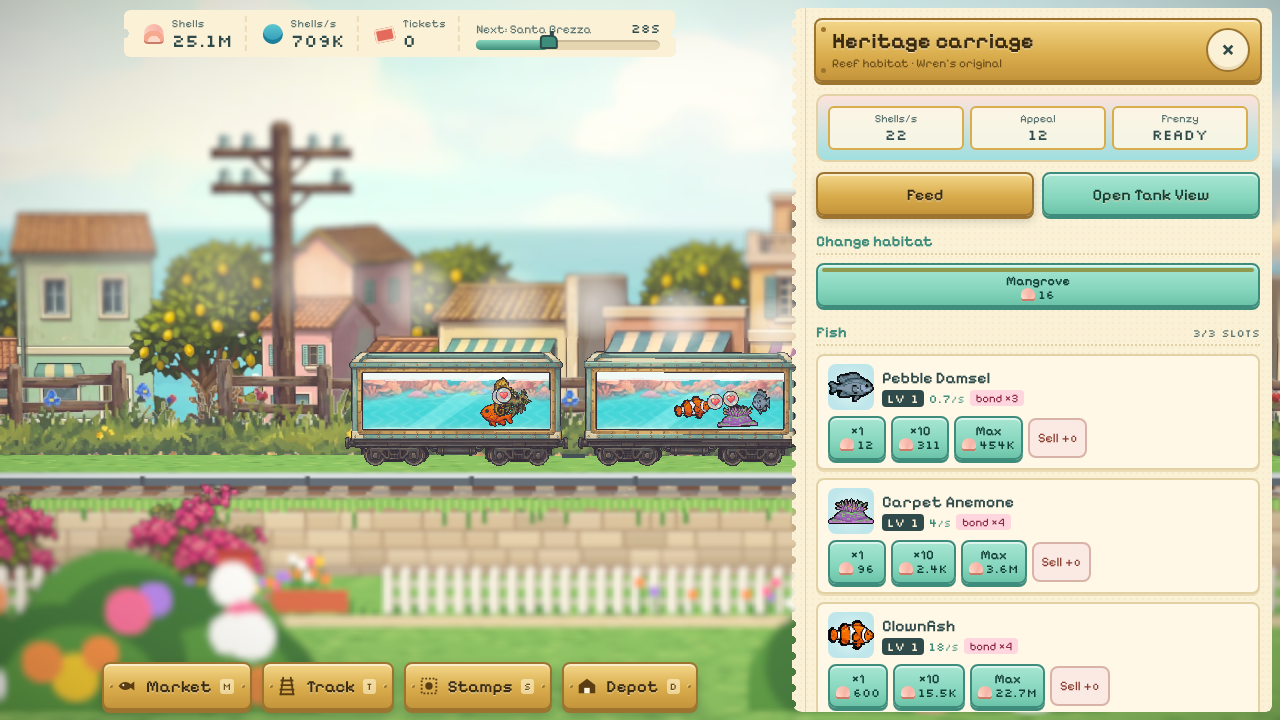 Shells
25.1M
Shells/s
709K
Tickets
0
Next: Santa Brezza 28S
Heritage carriage
Reef habitat · Wren's original
×
Shells/s
22
Appeal
12
Frenzy
READY
Feed
Open Tank View
Change habitat
Mangrove
16
Fish 3/3 SLOTS
Pebble Damsel
LV 1 0.7/s bond ×3
×1
12
×10
311
Max
454K
Sell +0
Carpet Anemone
LV 1 4/s bond ×4
×1
96
×10
2.4K
Max
3.6M
Sell +0
Clownfish
LV 1 18/s bond ×4
×1
600
×10
15.5K
Max
22.7M
Sell +0
Market M
Track T
Stamps S
Depot D